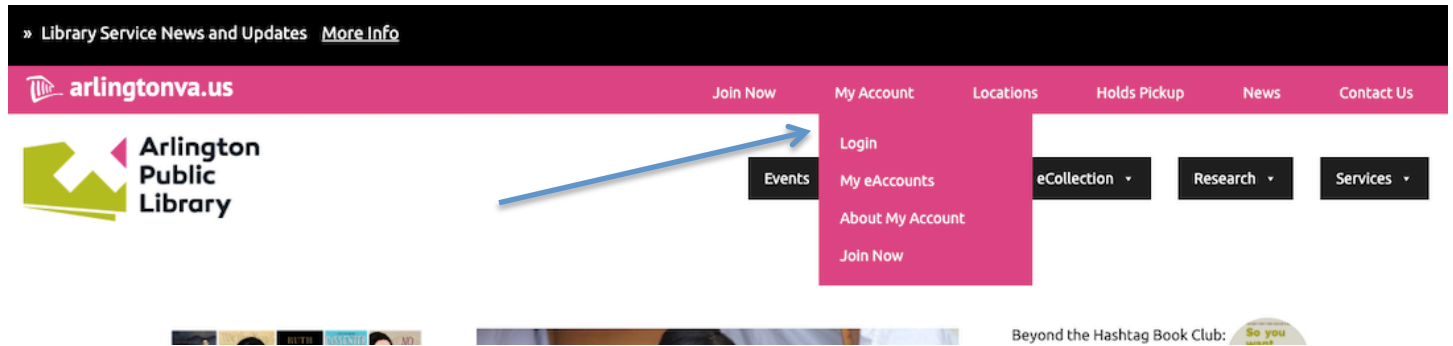 » Library Service News and Updates More Info
arlingtonva.us
Join Now My Account Locations Holds Pickup News Contact Us
Arlington
Public
Library
Login
My eAccounts
About My Account
Join Now
Events eCollection Research Services
RUTH NO
Beyond the Hashtag Book Club:
So you
want